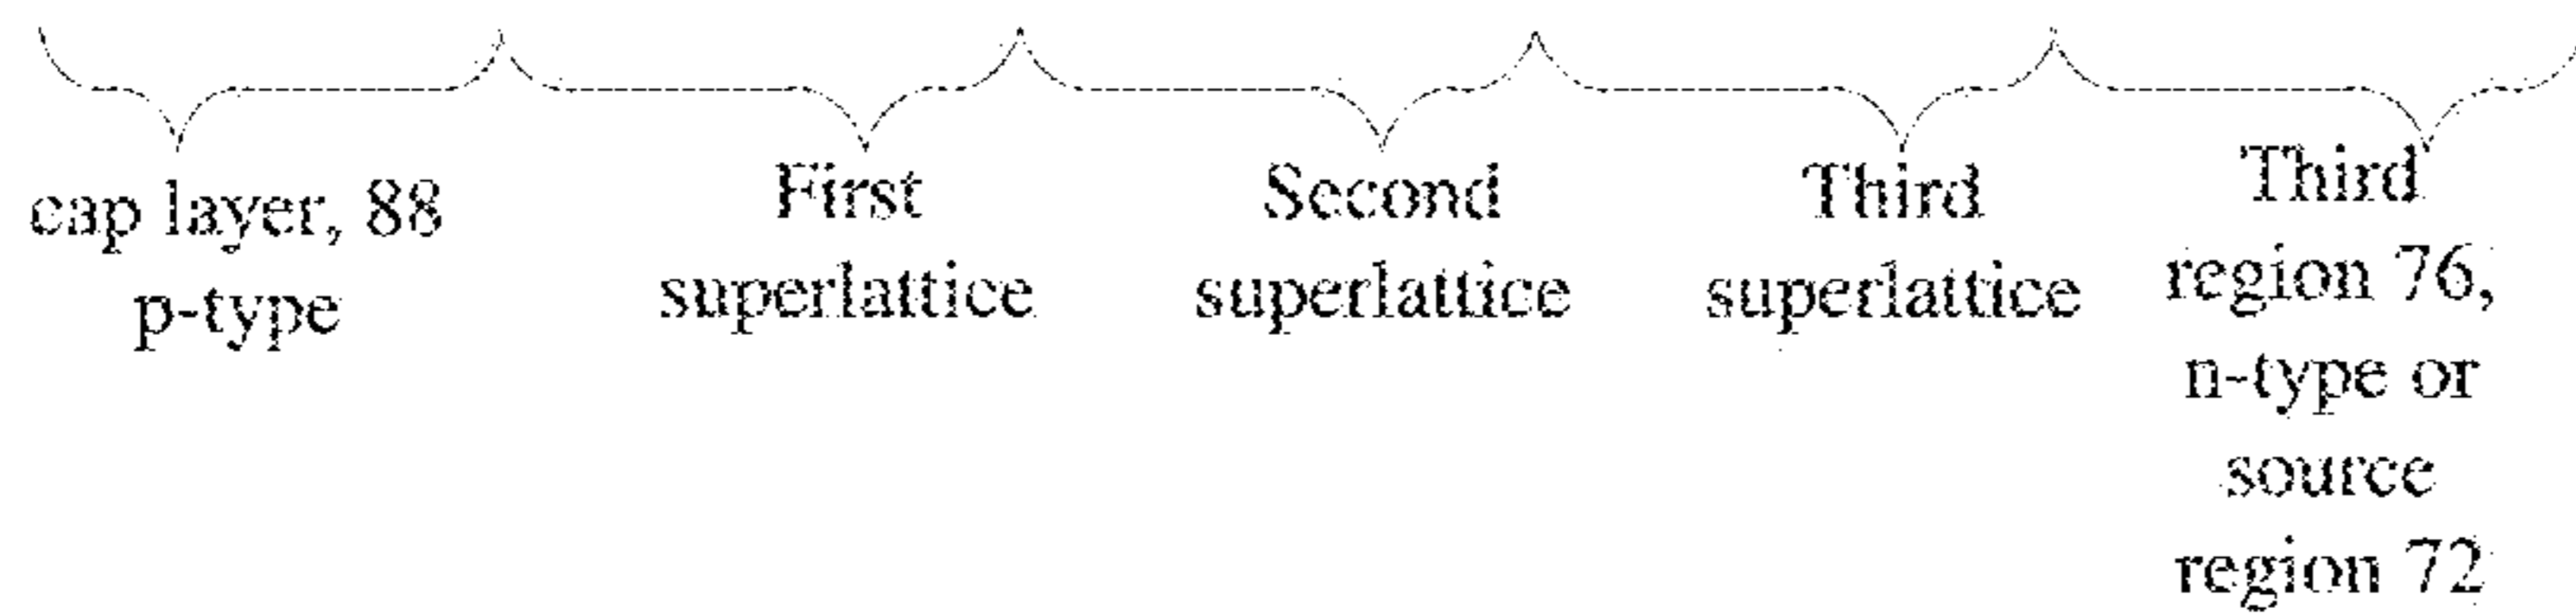 cap layer, 88
p-type
First
superlattice
Second
superlattice
Third
superlattice
Third
region 76,
n-type or
source
region 72